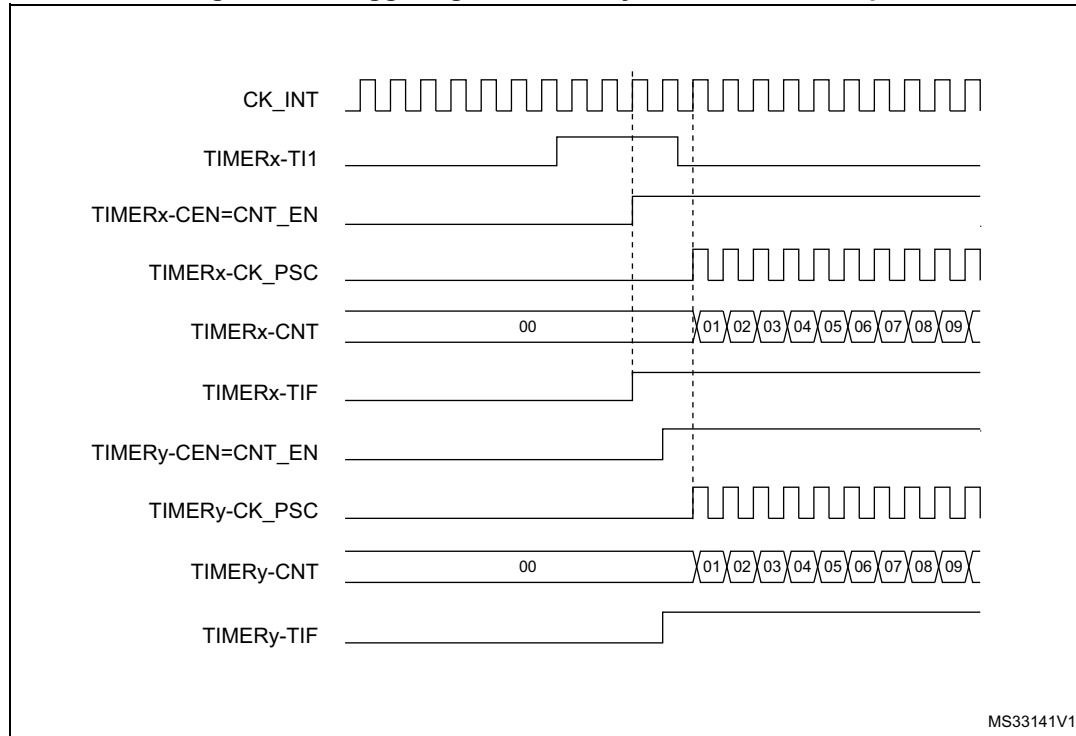 CK_INT
TIMERx-TI1
TIMERx-CEN=CNT_EN
TIMERx-CK_PSC
TIMERx-CNT 00 01 02 03 04 05 06 07 08 09
TIMERx-TIF
TIMERy-CEN=CNT_EN
TIMERy-CK_PSC
TIMERy-CNT 00 01 02 03 04 05 06 07 08 09
TIMERy-TIF
MS33141V1